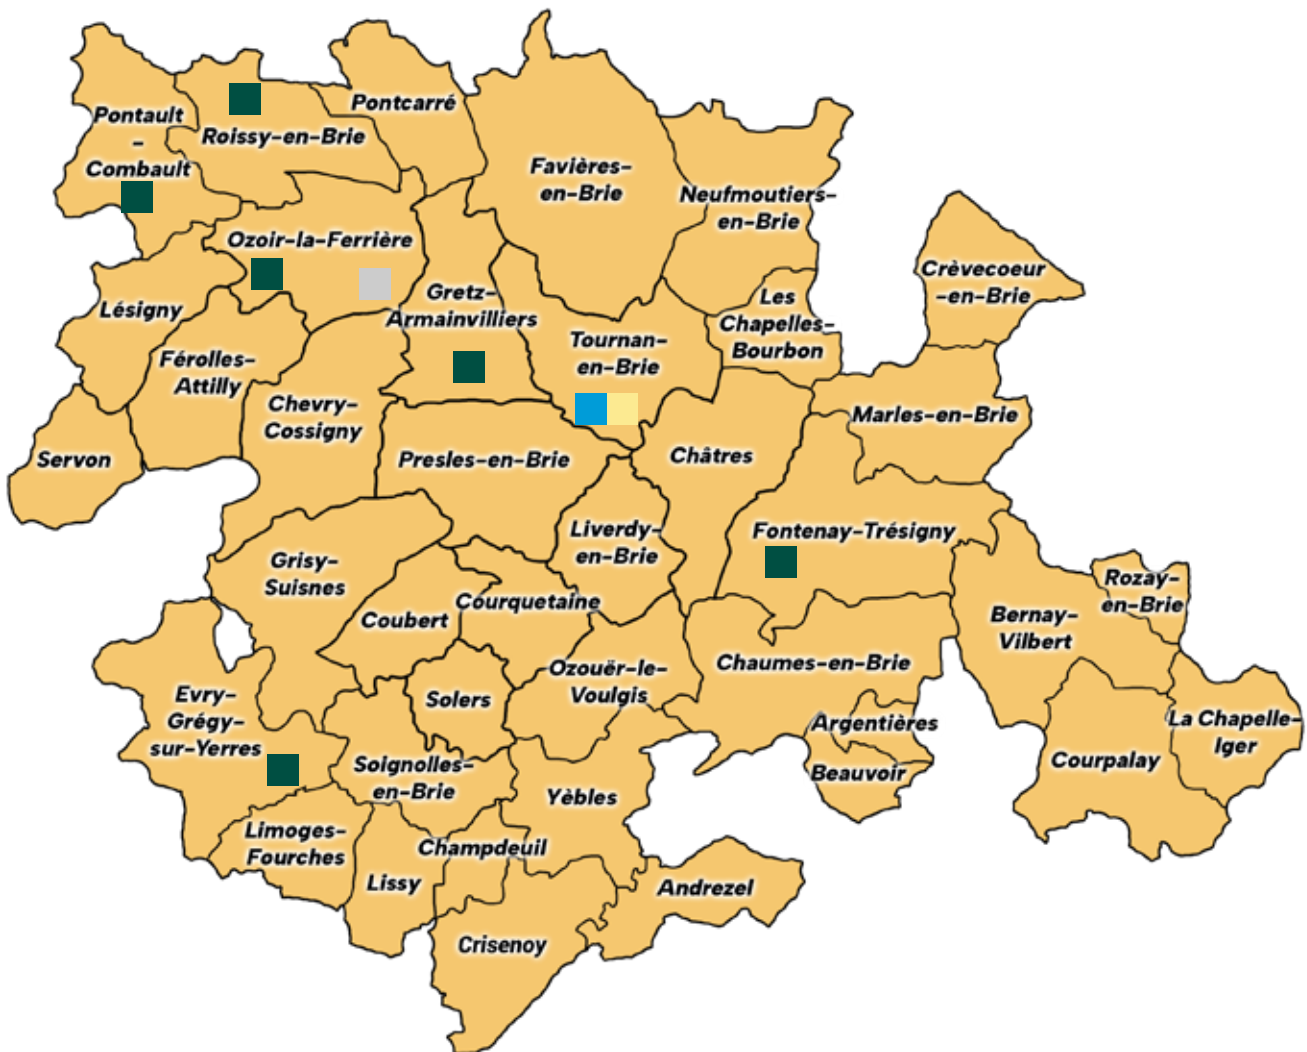 Pontault
-
Combault
Roissy-en-Brie
Pontcarré
Favières-
en-Brie
Neufmoutiers-
en-Brie
Crèvecoeur
-en-Brie
Ozoir-la-Ferrière
Lésigny
Gretz-
Armainvilliers
Les
Chapelles-
Bourbon
Tournan-
en-Brie
Férolles-
Attilly
Chevry-
Cossigny
Marles-en-Brie
Servon
Presles-en-Brie
Châtres
Liverdy-
en-Brie
Fontenay-Trésigny
Grisy-
Suisnes
Rozay-
en-Brie
Coubert
Courquetaine
Bernay-
Vilbert
Ozouër-le-
Voulgis
Chaumes-en-Brie
Evry-
Grégy-
sur-Yerres
Solers
Argentières
La Chapelle-
Iger
Soignolles-
en-Brie
Beauvoir
Courpalay
Yèbles
Limoges-
Fourches
Champdeuil
Lissy
Andrezel
Crisenoy